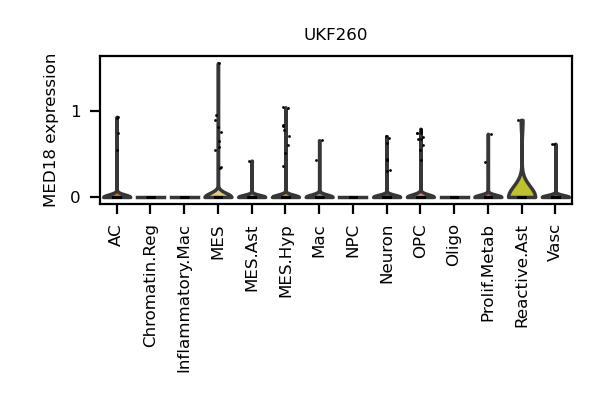 UKF260
MED18 expression
1
0
AC
Chromatin.Reg
Inflammatory.Mac
MES
MES.Ast
MES.Hyp
Mac
NPC
Neuron
OPC
Oligo
Prolif.Metab
Reactive.Ast
Vasc